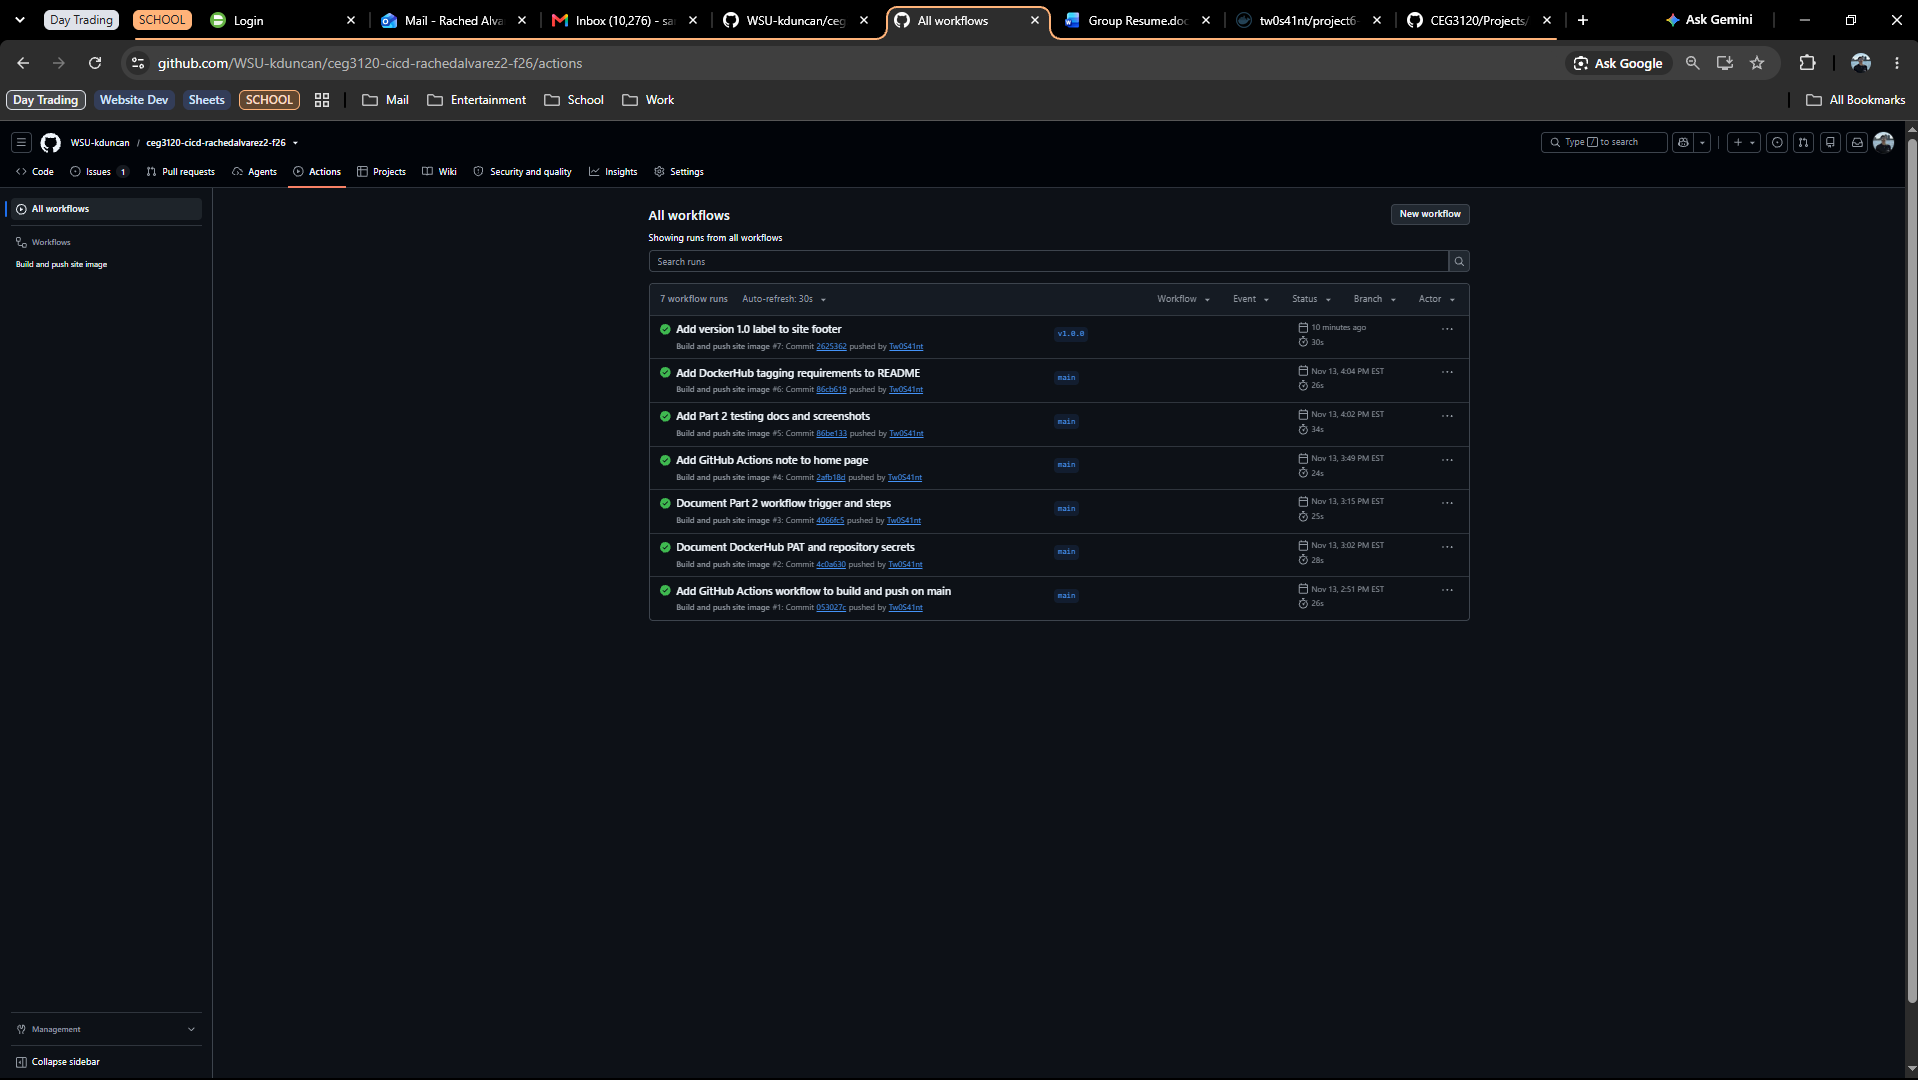 Day Trading SCHOOL Login Mail - Rached Alva Inbox (10,276) - sa WSU-kduncan/ceg All workflows Group Resume.doc tw0s41nt/project6- CEG3120/Projects/ Ask Gemini
github.com/WSU-kduncan/ceg3120-cicd-rachedalvarez2-f26/actions Ask Google
Day Trading Website Dev Sheets SCHOOL Mail Entertainment School Work All Bookmarks
WSU-kduncan / ceg3120-cicd-rachedalvarez2-f26 Type / to search
Code Issues 1 Pull requests Agents Actions Projects Wiki Security and quality Insights Settings
All workflows
Workflows
Build and push site image
Management
Collapse sidebar
All workflows New workflow
Showing runs from all workflows
Search runs
7 workflow runs Auto-refresh: 30s Workflow Event Status Branch Actor
Add version 1.0 label to site footer v1.0.0 10 minutes ago
Build and push site image #7: Commit 2625362 pushed by Tw0S41nt 30s
Add DockerHub tagging requirements to README main Nov 13, 4:04 PM EST
Build and push site image #6: Commit 86cb619 pushed by Tw0S41nt 26s
Add Part 2 testing docs and screenshots main Nov 13, 4:02 PM EST
Build and push site image #5: Commit 86be133 pushed by Tw0S41nt 34s
Add GitHub Actions note to home page main Nov 13, 3:49 PM EST
Build and push site image #4: Commit 2afb18d pushed by Tw0S41nt 24s
Document Part 2 workflow trigger and steps main Nov 13, 3:15 PM EST
Build and push site image #3: Commit 4066fc5 pushed by Tw0S41nt 25s
Document DockerHub PAT and repository secrets main Nov 13, 3:02 PM EST
Build and push site image #2: Commit 4c0a630 pushed by Tw0S41nt 28s
Add GitHub Actions workflow to build and push on main main Nov 13, 2:51 PM EST
Build and push site image #1: Commit 053027c pushed by Tw0S41nt 26s